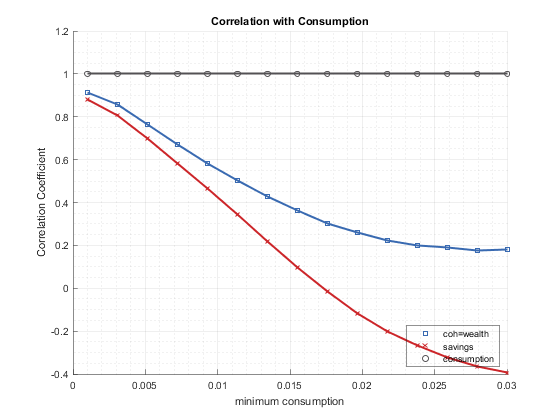 Correlation with Consumption
1.2
1
0.8
0.6
0.4
0.2
0
-0.2
-0.4
Correlation Coefficient
coh=wealth
savings
consumption
0 0.005 0.01 0.015 0.02 0.025 0.03
minimum consumption